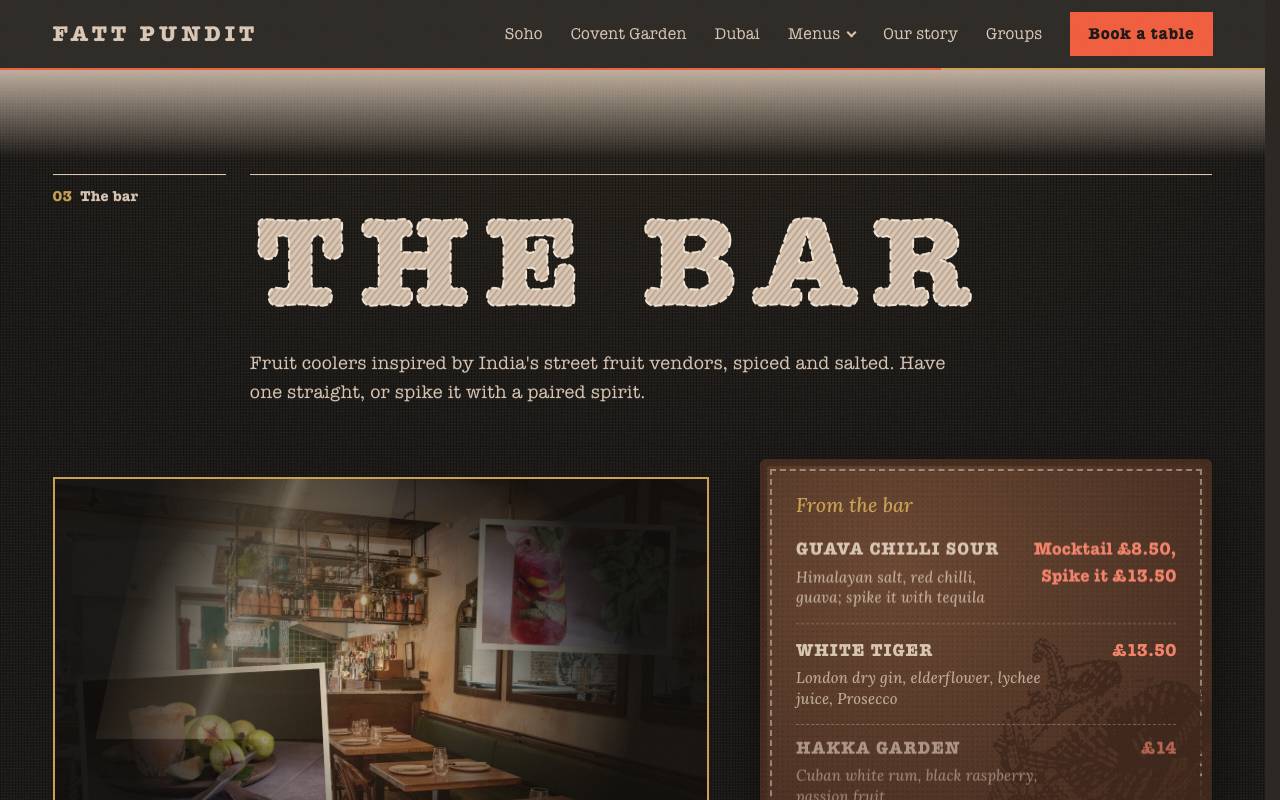 FATT PUNDIT
Soho
Covent Garden
Dubai
Menus
Our story
Groups
Book a table
03 The bar
THE BAR
Fruit coolers inspired by India's street fruit vendors, spiced and salted. Have
one straight, or spike it with a paired spirit.
From the bar
GUAVA CHILLI SOUR
Mocktail £8.50,
Spike it £13.50
Himalayan salt, red chilli,
guava; spike it with tequila
WHITE TIGER
£13.50
London dry gin, elderflower, lychee
juice, Prosecco
HAKKA GARDEN
£14
Cuban white rum, black raspberry,
passion fruit